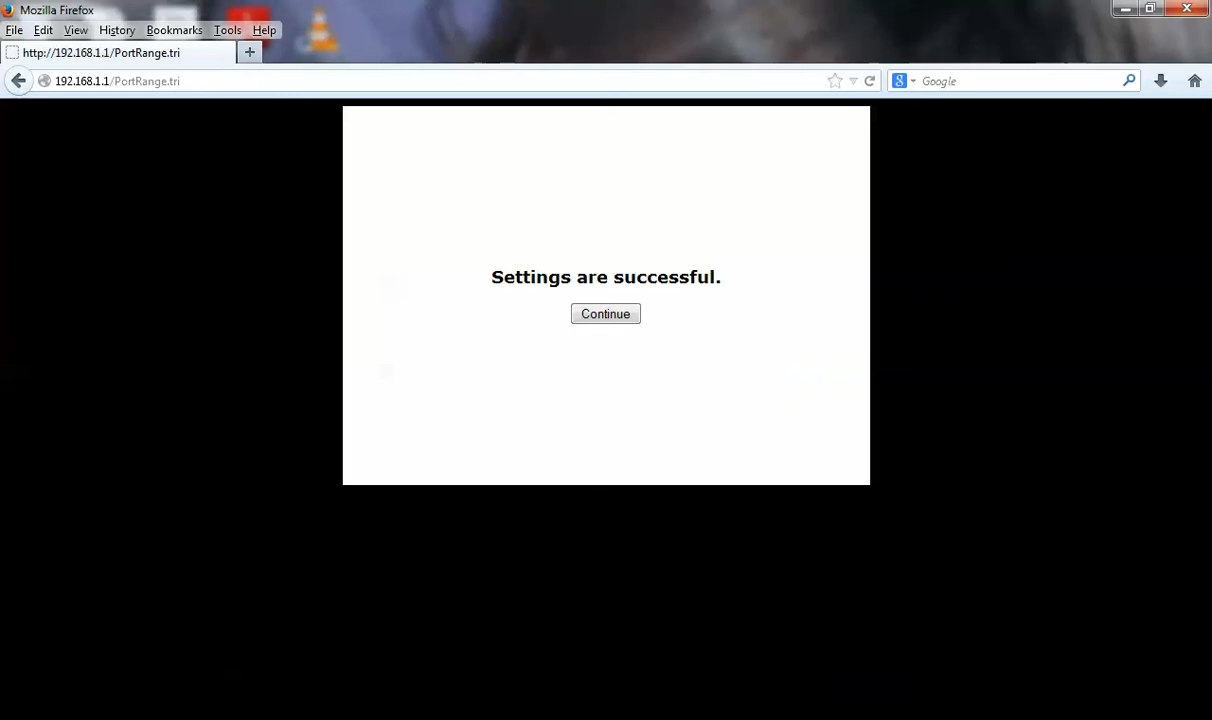 Mozilla Firefox
File Edit View History Bookmarks Tools Help
http://192.168.1.1/PortRange.tri
192.168.1.1/PortRange.tri
Google
Settings are successful.
Continue